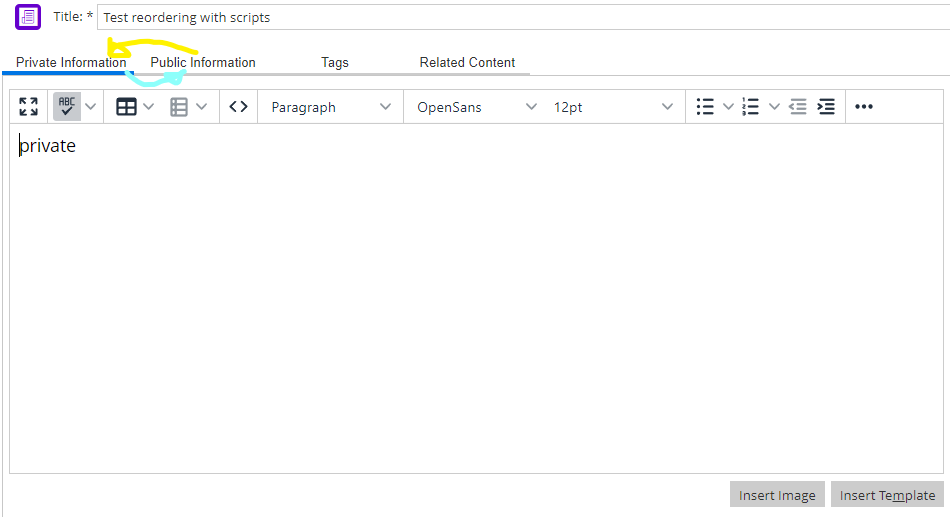 Title: * Test reordering with scripts
Private Information Public Information Tags Related Content
ABC Paragraph OpenSans 12pt
private
Insert Image Insert Template